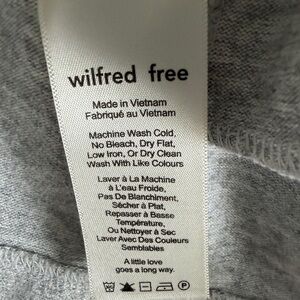 wilfred free
Made in Vietnam
Fabriqué au Vietnam
Machine Wash Cold,
No Bleach, Dry Flat,
Low Iron, Or Dry Clean
Wash With Like Colours
Laver à La Machine
à L'eau Froide,
Pas De Blanchiment,
Sécher à Plat,
Repasser à Basse
Température,
Ou Nettoyer à Sec
Laver Avec Des Couleurs
Semblables
A little love
goes a long way.